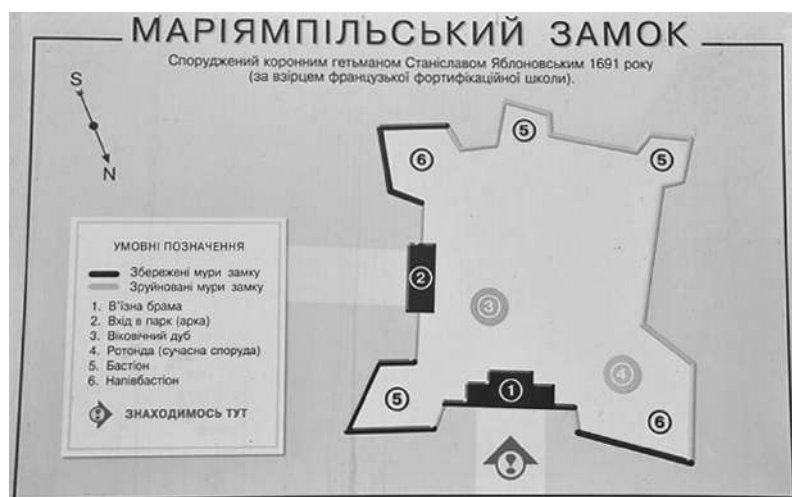 МАРІЯМПІЛЬСЬКИЙ ЗАМОК
Споруджений коронним гетьманом Станіславом Яблоновським 1691 року
(за взірцем французької фортифікаційної школи).
S
N
УМОВНІ ПОЗНАЧЕННЯ
Збережені мури замку
Зруйновані мури замку
1. В'їзна брама
2. Вхід в парк (арка)
3. Віковічний дуб
4. Ротонда (сучасна споруда)
5. Бастіон
6. Напівбастіон
ЗНАХОДИМОСЬ ТУТ
5
6
5
2
3
4
5
1
6